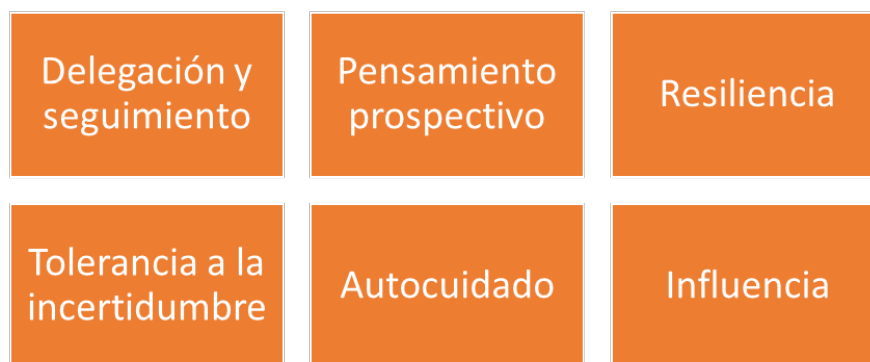 Delegación y
seguimiento
Pensamiento
prospectivo
Resiliencia
Tolerancia a la
incertidumbre
Autocuidado
Influencia